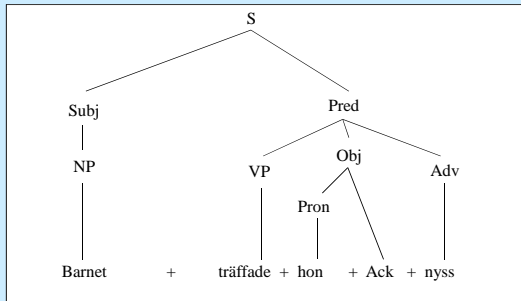 S
Subj Pred
NP VP Obj Adv
Pron
Barnet + träffade + hon + Ack + nyss